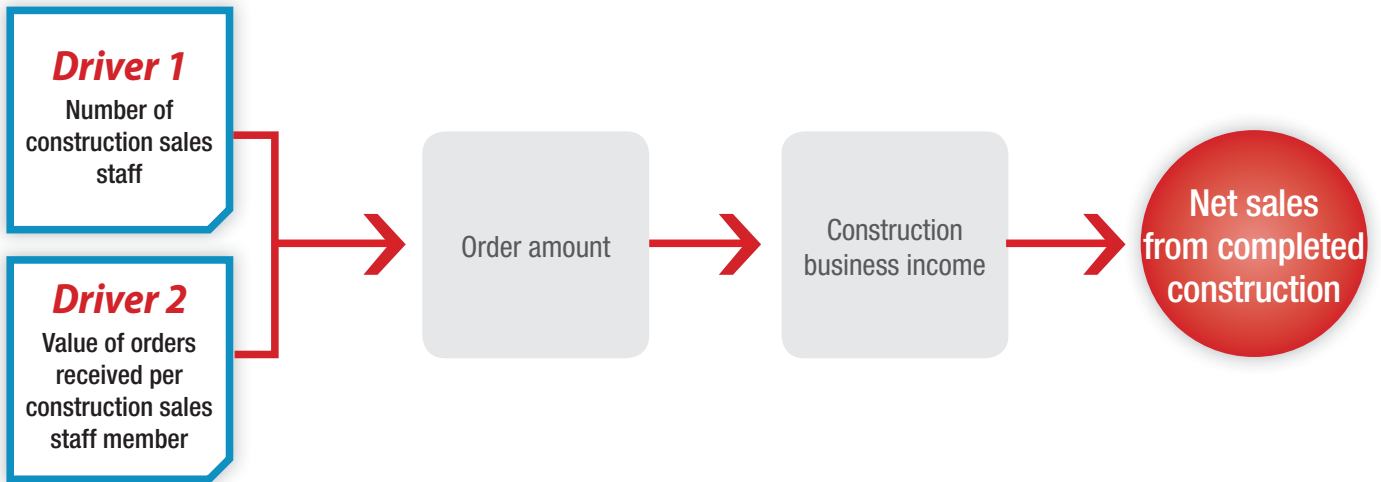 Driver 1
Number of
construction sales
staff
Driver 2
Value of orders
received per
construction sales
staff member
Order amount
Construction
business income
Net sales
from completed
construction